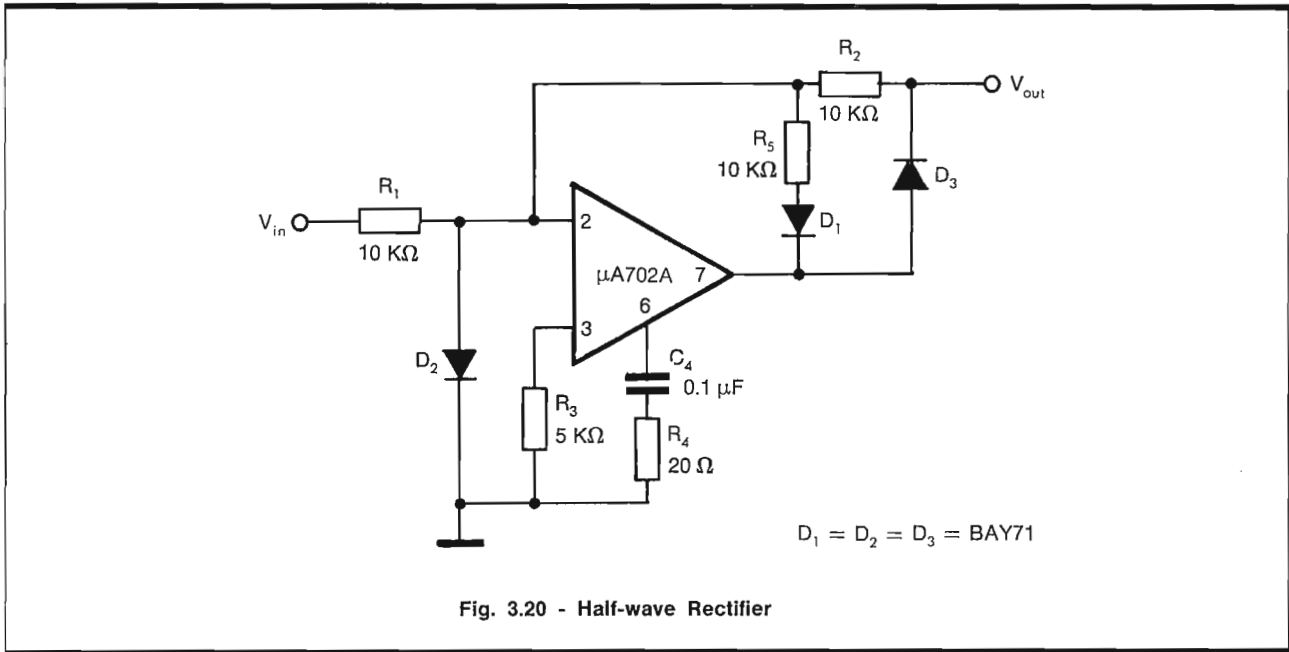 R2
10 KΩ
Vout
R5
10 KΩ
D3
R1
Vin
10 KΩ
D1
2
μA702A
7
6
3
D2
C4
0.1 μF
R3
5 KΩ
R4
20 Ω
D1 = D2 = D3 = BAY71
Fig. 3.20 - Half-wave Rectifier